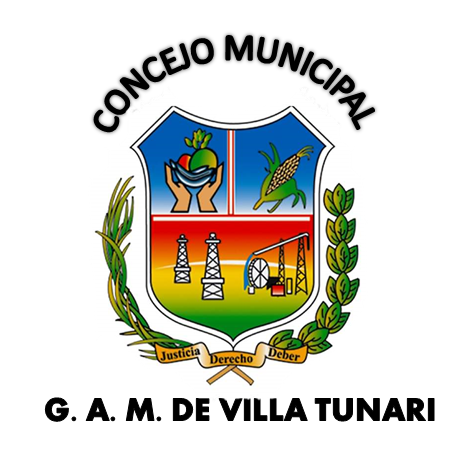 CONCEJO MUNICIPAL
Justicia Derecho Deber
G. A. M. DE VILLA TUNARI